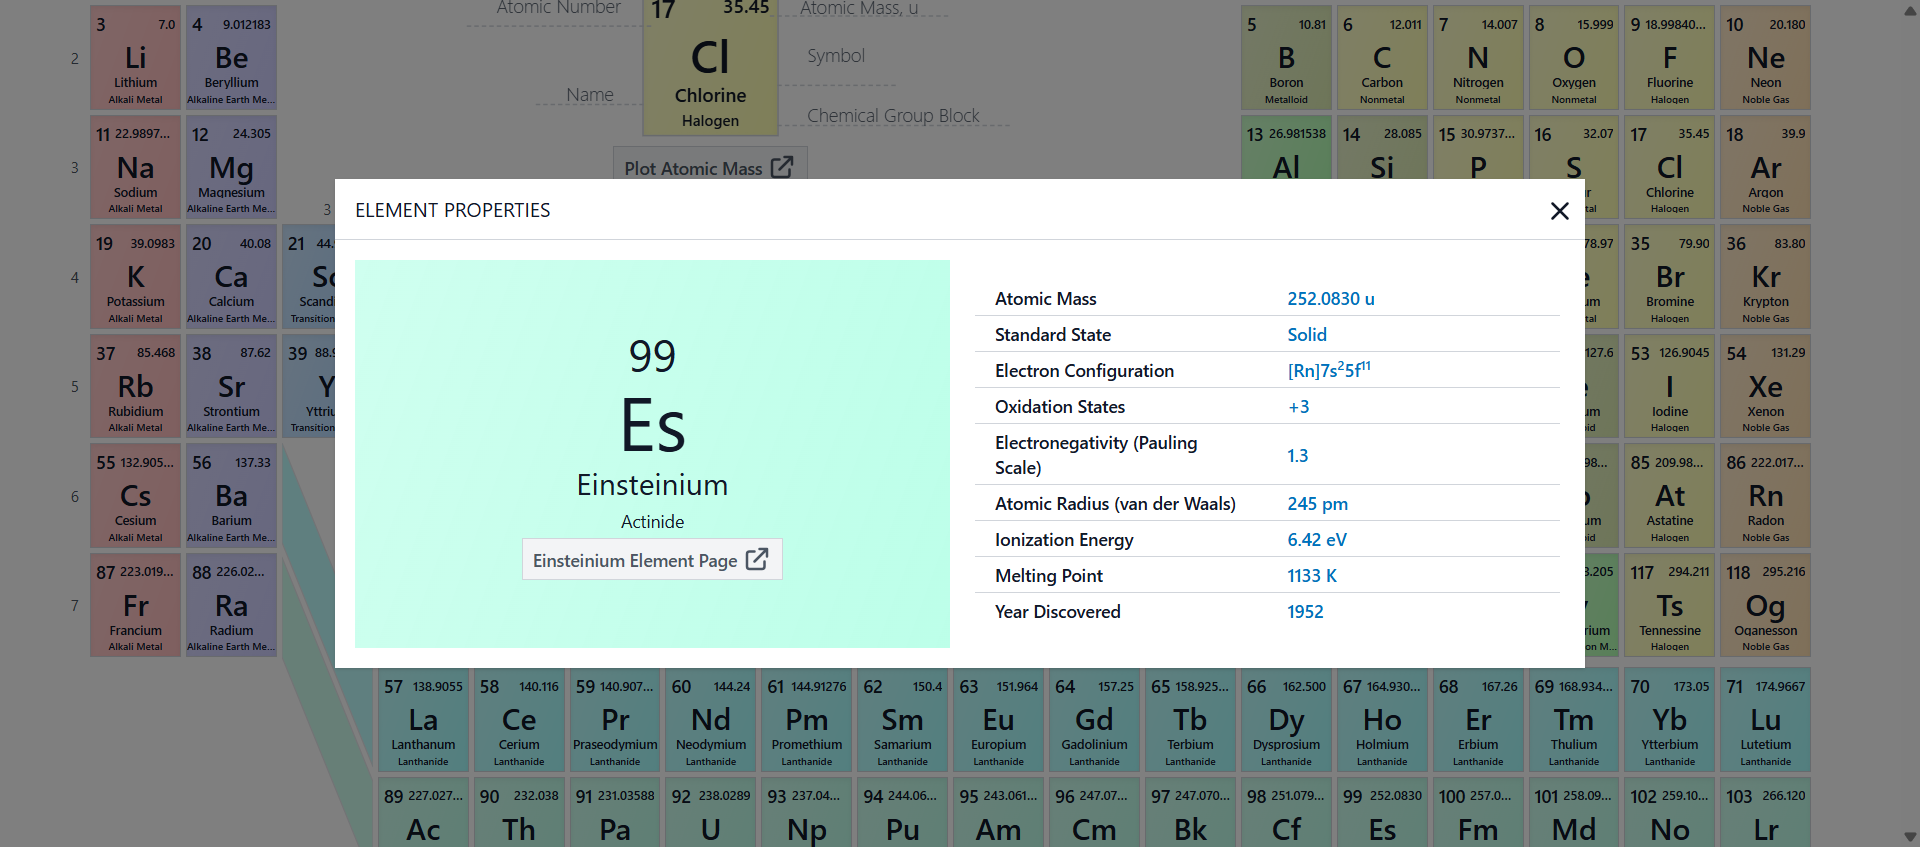 Atomic Number
17 35.45
Atomic Mass, u
Cl
Symbol
Name
Chlorine
Chemical Group Block
Halogen
Plot Atomic Mass
2
3 7.0
Li
Lithium
Alkali Metal
4 9.012183
Be
Beryllium
Alkaline Earth Me...
5 10.81
B
Boron
Metalloid
6 12.011
C
Carbon
Nonmetal
7 14.007
N
Nitrogen
Nonmetal
8 15.999
O
Oxygen
Nonmetal
9 18.99840...
F
Fluorine
Halogen
10 20.180
Ne
Neon
Noble Gas
3
11 22.9897...
Na
Sodium
Alkali Metal
12 24.305
Mg
Magnesium
Alkaline Earth Me...
3
13 26.981538
Al
14 28.085
Si
15 30.9737...
P
16 32.07
S
17 35.45
Cl
Chlorine
Halogen
18 39.9
Ar
Argon
Noble Gas
4
19 39.0983
K
Potassium
Alkali Metal
20 40.08
Ca
Calcium
Alkaline Earth Me...
21 44.
Sc
Scandi
Transition
78.97
35 79.90
Br
Bromine
Halogen
36 83.80
Kr
Krypton
Noble Gas
5
37 85.468
Rb
Rubidium
Alkali Metal
38 87.62
Sr
Strontium
Alkaline Earth Me...
39 88.9
Y
Yttriu
Transition
127.6
53 126.9045
I
Iodine
Halogen
54 131.29
Xe
Xenon
Noble Gas
6
55 132.905...
Cs
Cesium
Alkali Metal
56 137.33
Ba
Barium
Alkaline Earth Me...
98...
85 209.98...
At
Astatine
Halogen
86 222.017...
Rn
Radon
Noble Gas
7
87 223.019...
Fr
Francium
Alkali Metal
88 226.02...
Ra
Radium
Alkaline Earth Me...
3.205
rium
on M...
117 294.211
Ts
Tennessine
Halogen
118 295.216
Og
Oganesson
Noble Gas
ELEMENT PROPERTIES
99
Es
Einsteinium
Actinide
Einsteinium Element Page
Atomic Mass 252.0830 u
Standard State Solid
Electron Configuration [Rn]7s²5f¹¹
Oxidation States +3
Electronegativity (Pauling
Scale) 1.3
Atomic Radius (van der Waals) 245 pm
Ionization Energy 6.42 eV
Melting Point 1133 K
Year Discovered 1952
57 138.9055
La
Lanthanum
Lanthanide
58 140.116
Ce
Cerium
Lanthanide
59 140.907...
Pr
Praseodymium
Lanthanide
60 144.24
Nd
Neodymium
Lanthanide
61 144.91276
Pm
Promethium
Lanthanide
62 150.4
Sm
Samarium
Lanthanide
63 151.964
Eu
Europium
Lanthanide
64 157.25
Gd
Gadolinium
Lanthanide
65 158.925...
Tb
Terbium
Lanthanide
66 162.500
Dy
Dysprosium
Lanthanide
67 164.930...
Ho
Holmium
Lanthanide
68 167.26
Er
Erbium
Lanthanide
69 168.934...
Tm
Thulium
Lanthanide
70 173.05
Yb
Ytterbium
Lanthanide
71 174.9667
Lu
Lutetium
Lanthanide
89 227.027...
Ac
90 232.038
Th
91 231.03588
Pa
92 238.0289
U
93 237.04...
Np
94 244.06...
Pu
95 243.061...
Am
96 247.07...
Cm
97 247.070...
Bk
98 251.079...
Cf
99 252.0830
Es
100 257.0...
Fm
101 258.09...
Md
102 259.10...
No
103 266.120
Lr